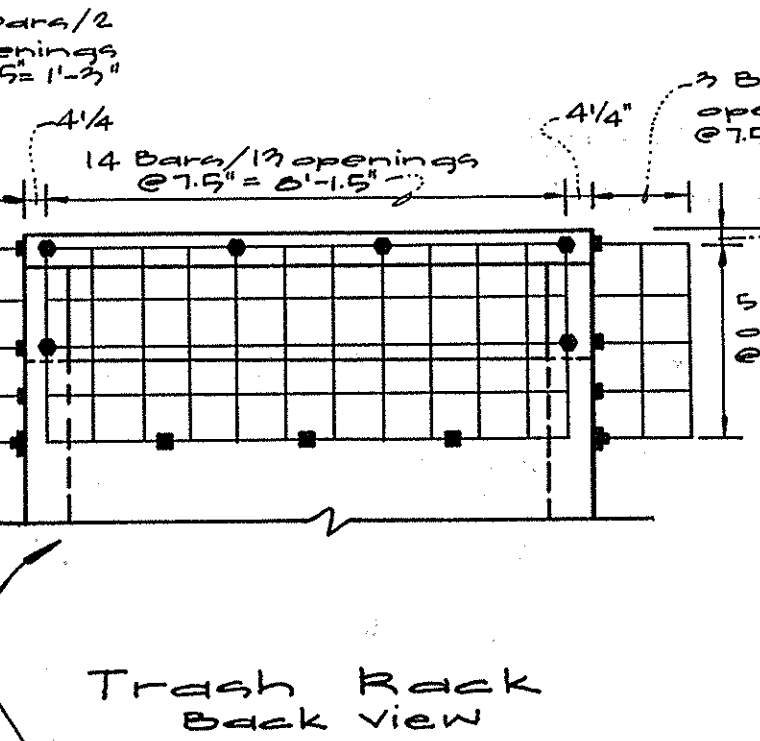 Bars/2
enings
5"= 1'-3"
4 1/4
14 Bars/13 openings
@ 7.5" = 8'-1.5"
4 1/4"
3 B
ope
@ 7.5
5
@
Trash Rack
Back View